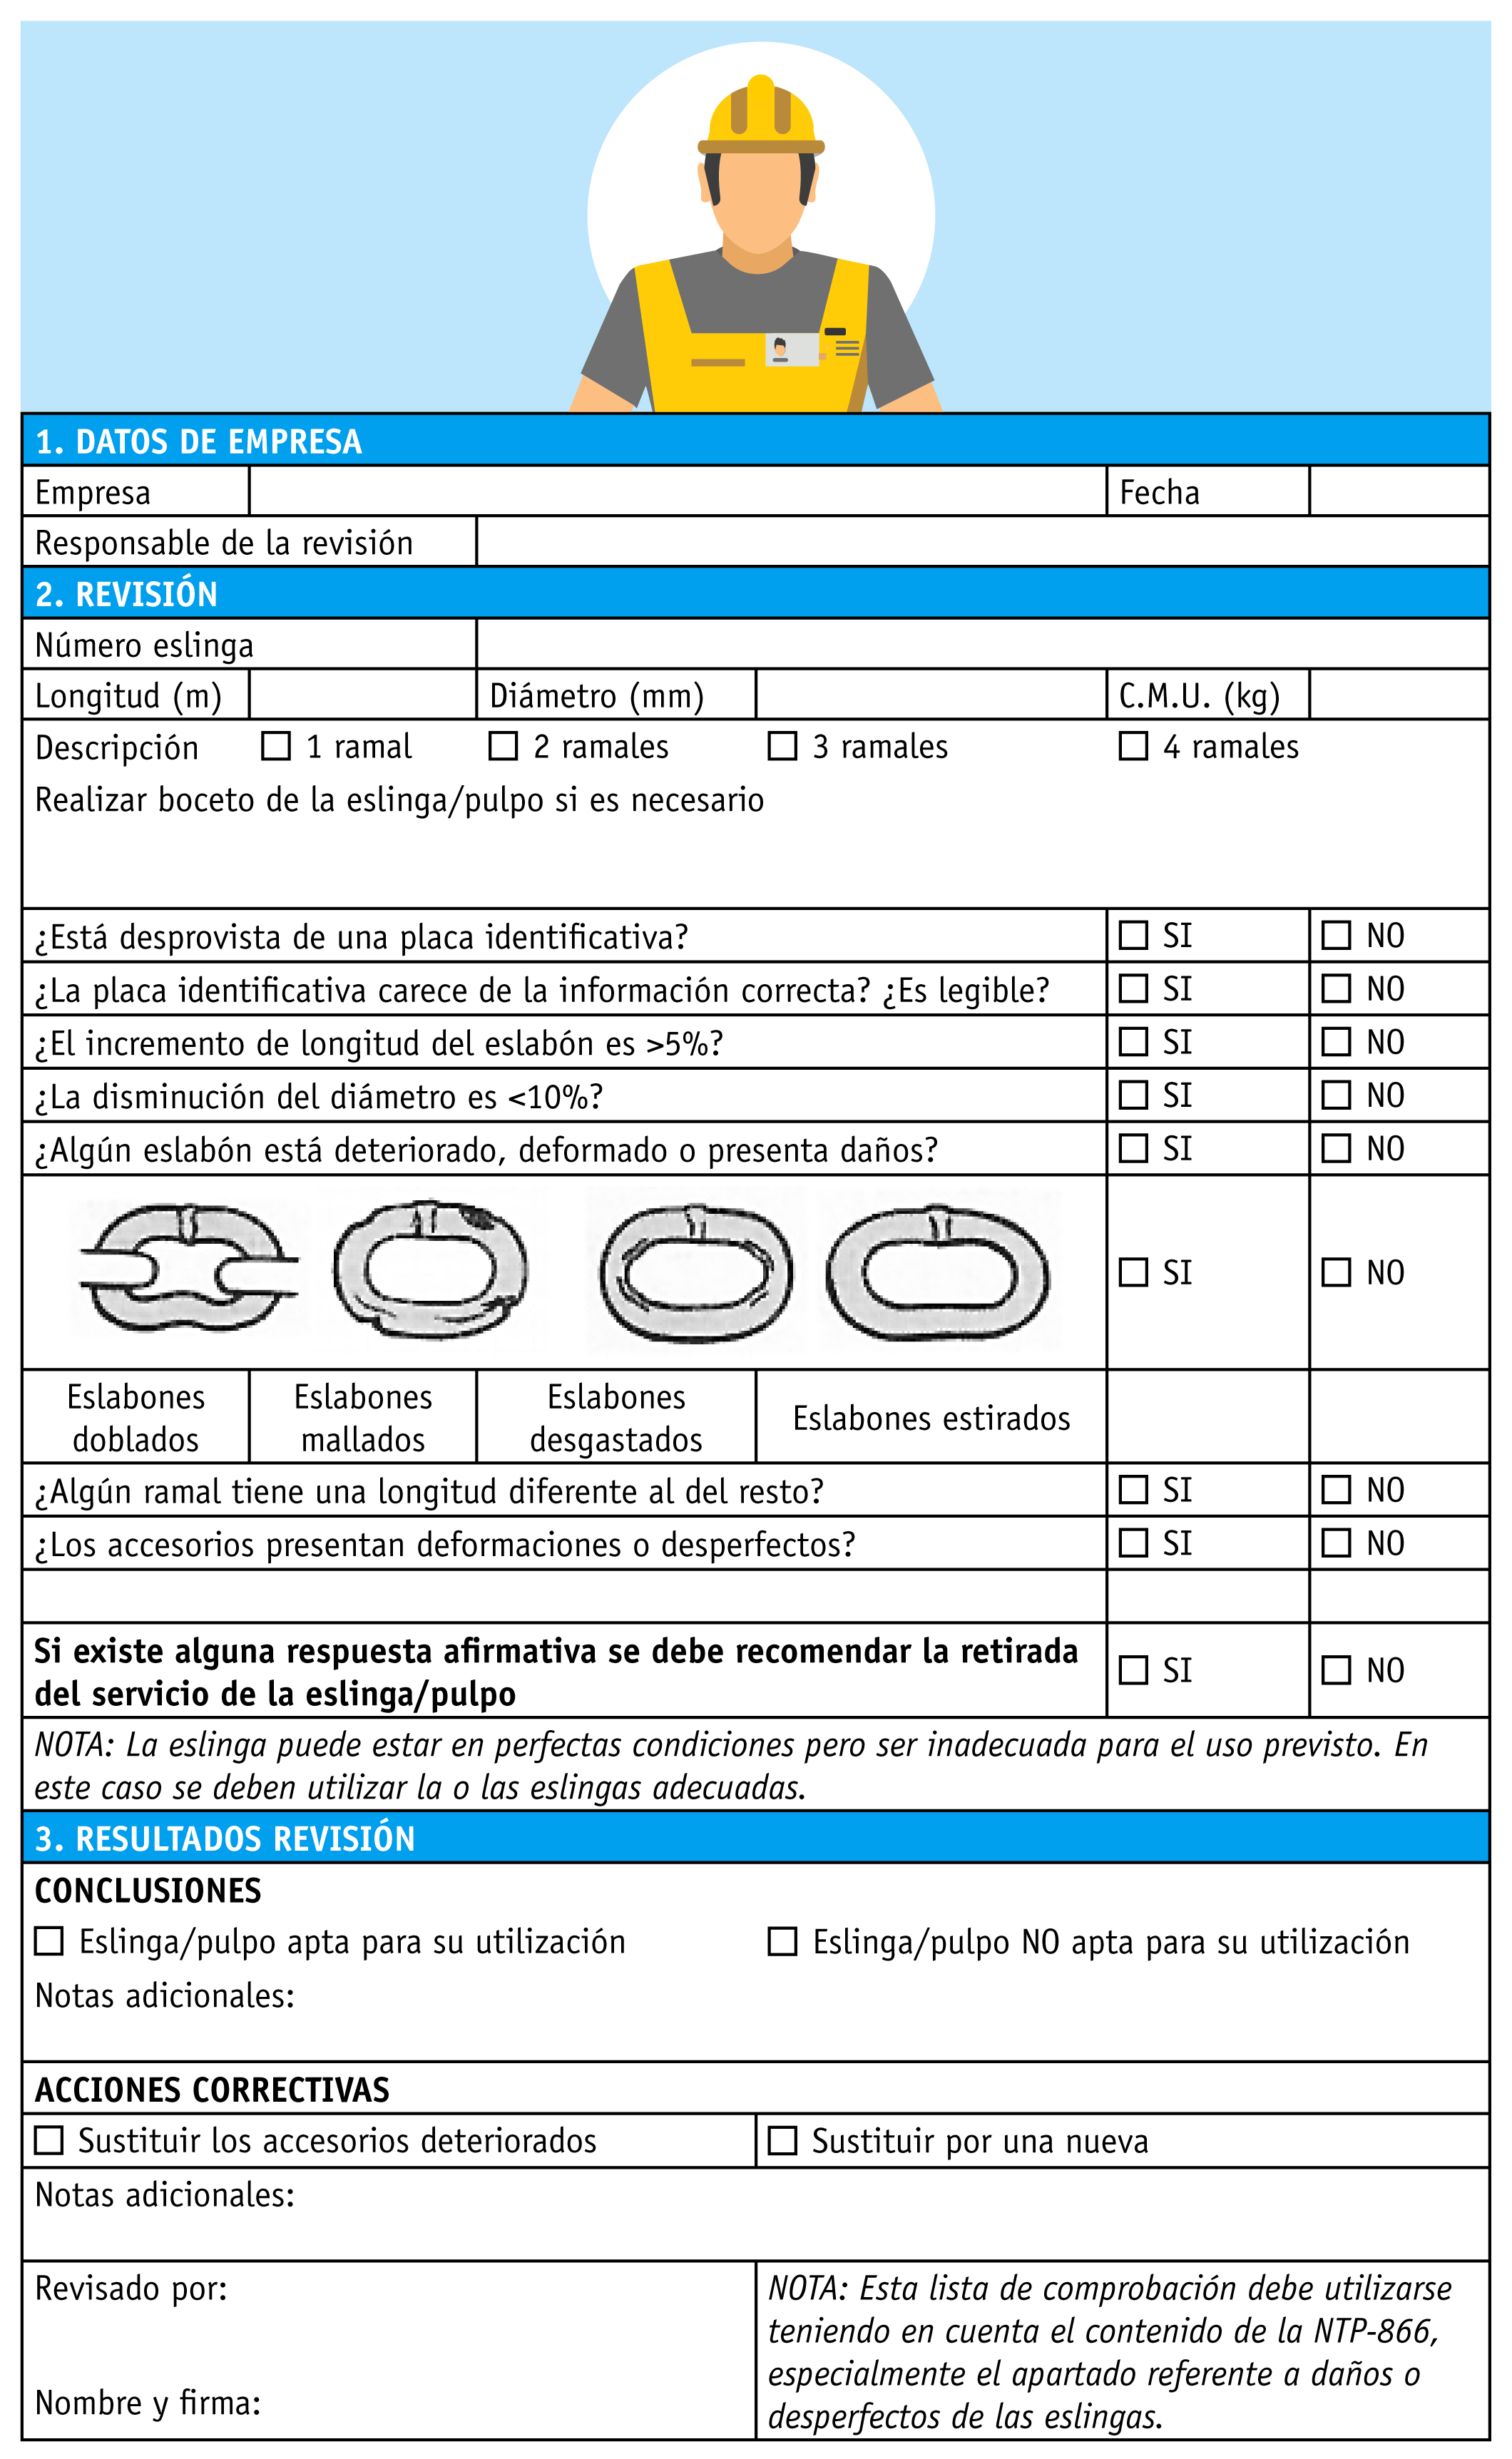 1. DATOS DE EMPRESA
Empresa
Fecha
Responsable de la revisión
2. REVISIÓN
Número eslinga
Longitud (m)
Diámetro (mm)
C.M.U. (kg)
Descripción
1 ramal
2 ramales
3 ramales
4 ramales
Realizar boceto de la eslinga/pulpo si es necesario
¿Está desprovista de una placa identificativa?
SI
NO
¿La placa identificativa carece de la información correcta? ¿Es legible?
SI
NO
¿El incremento de longitud del eslabón es >5%?
SI
NO
¿La disminución del diámetro es <10%?
SI
NO
¿Algún eslabón está deteriorado, deformado o presenta daños?
SI
NO
SI
NO
Eslabones
doblados
Eslabones
mallados
Eslabones
desgastados
Eslabones estirados
¿Algún ramal tiene una longitud diferente al del resto?
SI
NO
¿Los accesorios presentan deformaciones o desperfectos?
SI
NO
Si existe alguna respuesta afirmativa se debe recomendar la retirada
del servicio de la eslinga/pulpo
SI
NO
NOTA: La eslinga puede estar en perfectas condiciones pero ser inadecuada para el uso previsto. En
este caso se deben utilizar la o las eslingas adecuadas.
3. RESULTADOS REVISIÓN
CONCLUSIONES
Eslinga/pulpo apta para su utilización
Eslinga/pulpo NO apta para su utilización
Notas adicionales:
ACCIONES CORRECTIVAS
Sustituir los accesorios deteriorados
Sustituir por una nueva
Notas adicionales:
Revisado por:
Nombre y firma:
NOTA: Esta lista de comprobación debe utilizarse
teniendo en cuenta el contenido de la NTP-866,
especialmente el apartado referente a daños o
desperfectos de las eslingas.